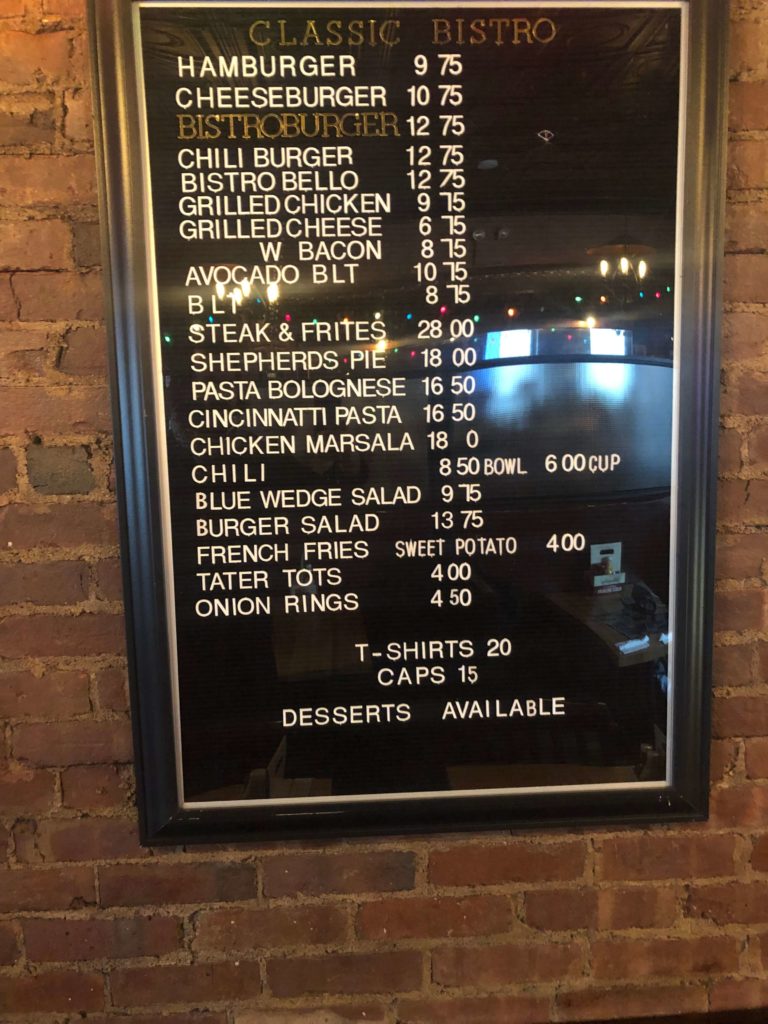 CLASSIC BISTRO
HAMBURGER 9 75
CHEESEBURGER 10 75
BISTROBURGER 12 75
CHILI BURGER 12 75
BISTRO BELLO 12 75
GRILLED CHICKEN 9 75
GRILLED CHEESE 6 75
W BACON 8 75
AVOCADO BLT 10 75
BLT 8 75
STEAK & FRITES 28 00
SHEPHERDS PIE 18 00
PASTA BOLOGNESE 16 50
CINCINNATTI PASTA 16 50
CHICKEN MARSALA 18 0
CHILI 8 50 BOWL 6 00 CUP
BLUE WEDGE SALAD 9 75
BURGER SALAD 13 75
FRENCH FRIES SWEET POTATO 4 00
TATER TOTS 4 00
ONION RINGS 4 50
T-SHIRTS 20
CAPS 15
DESSERTS AVAILABLE